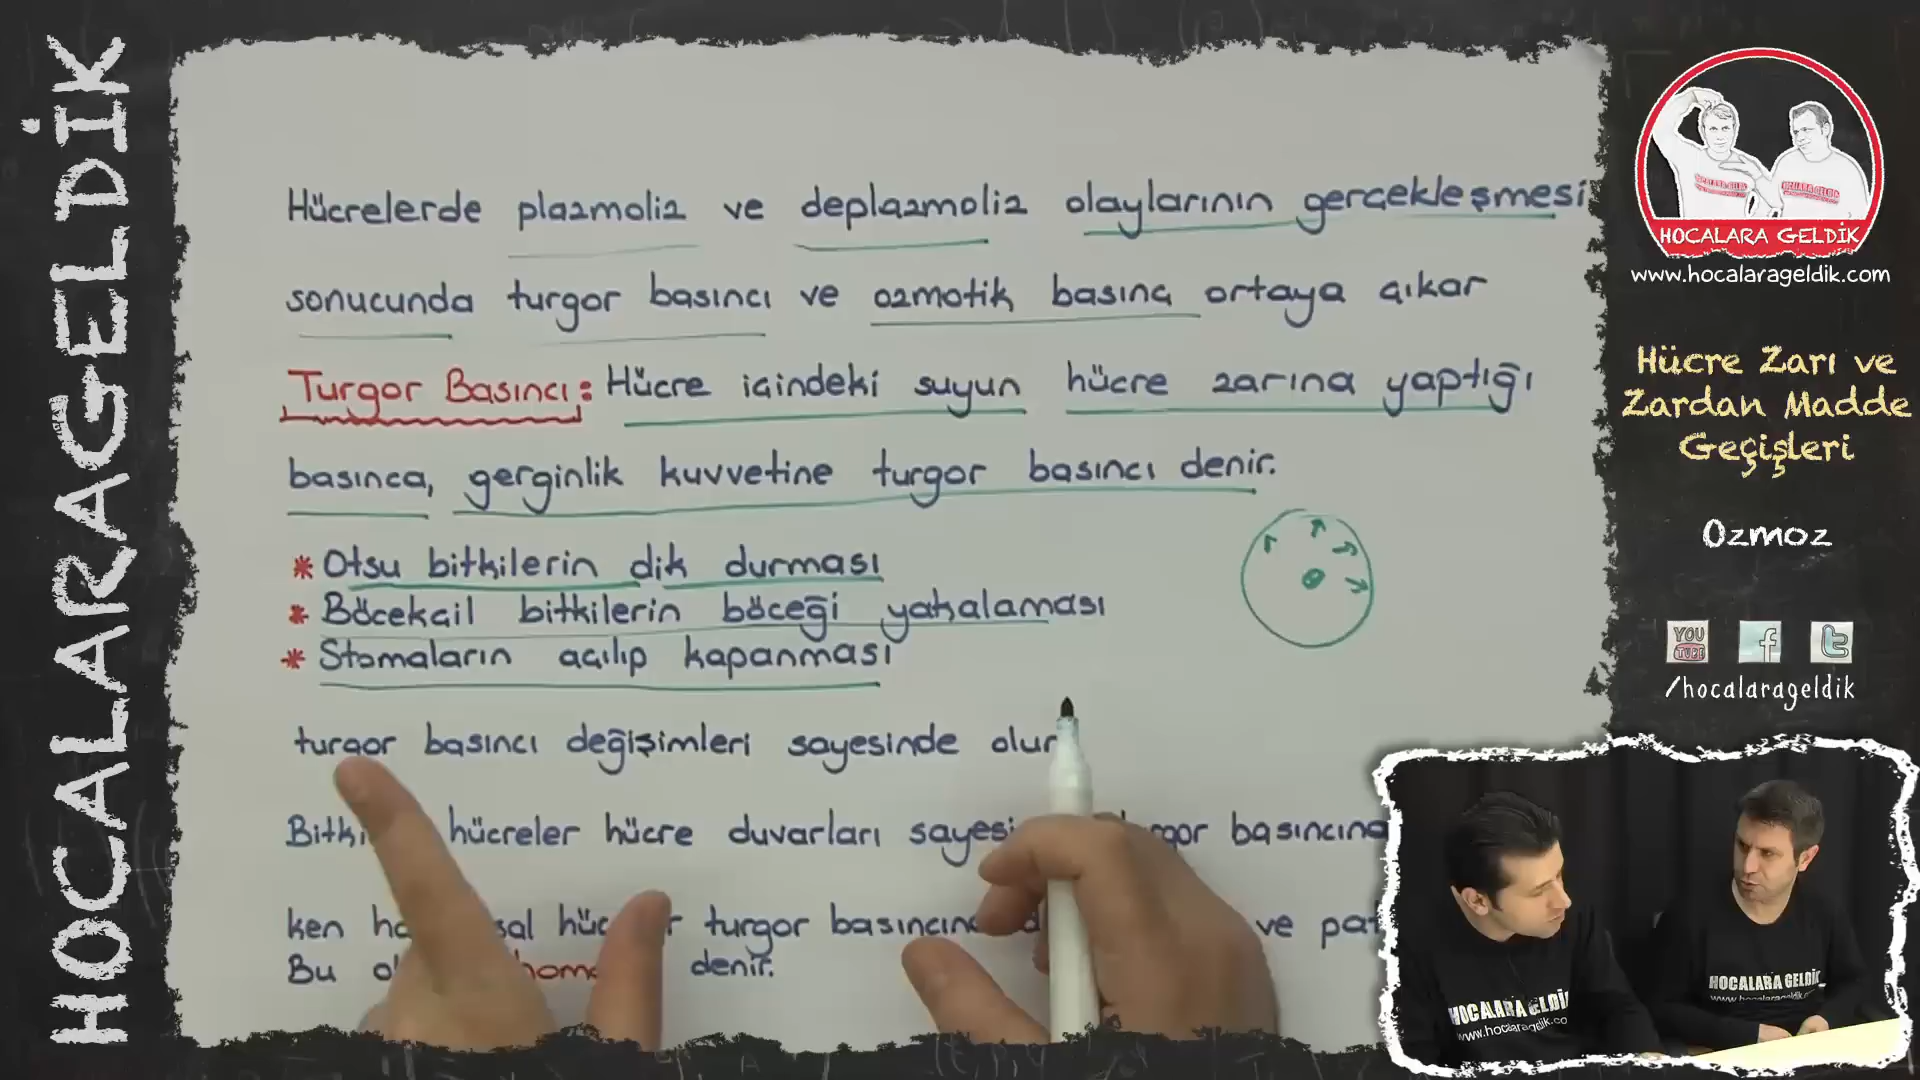 HOCALARAGELDİK
Hücrelerde plazmoliz ve deplazmoliz olaylarının gerçekleşmesi
sonucunda turgor basıncı ve ozmotik basınç ortaya çıkar
Turgor Basıncı: Hücre içindeki suyun hücre zarına yaptığı
basınca, gerginlik kuvvetine turgor basıncı denir.
* Otsu bitkilerin dik durması
* Böcekçil bitkilerin böceği yakalaması
* Stomaların açılıp kapanması
turgor basıncı değişimleri sayesinde olur
hücreler hücre duvarları basıncına
ken turgor ve
Bu denir.
HOCALARA GELDİK
www.hocalarageldik.com
Hücre Zarı ve
Zardan Madde
Geçişleri
Ozmoz
YOU
f t
/hocalarageldik
HOCALARA GELDİK
HOCALARA GELDİK